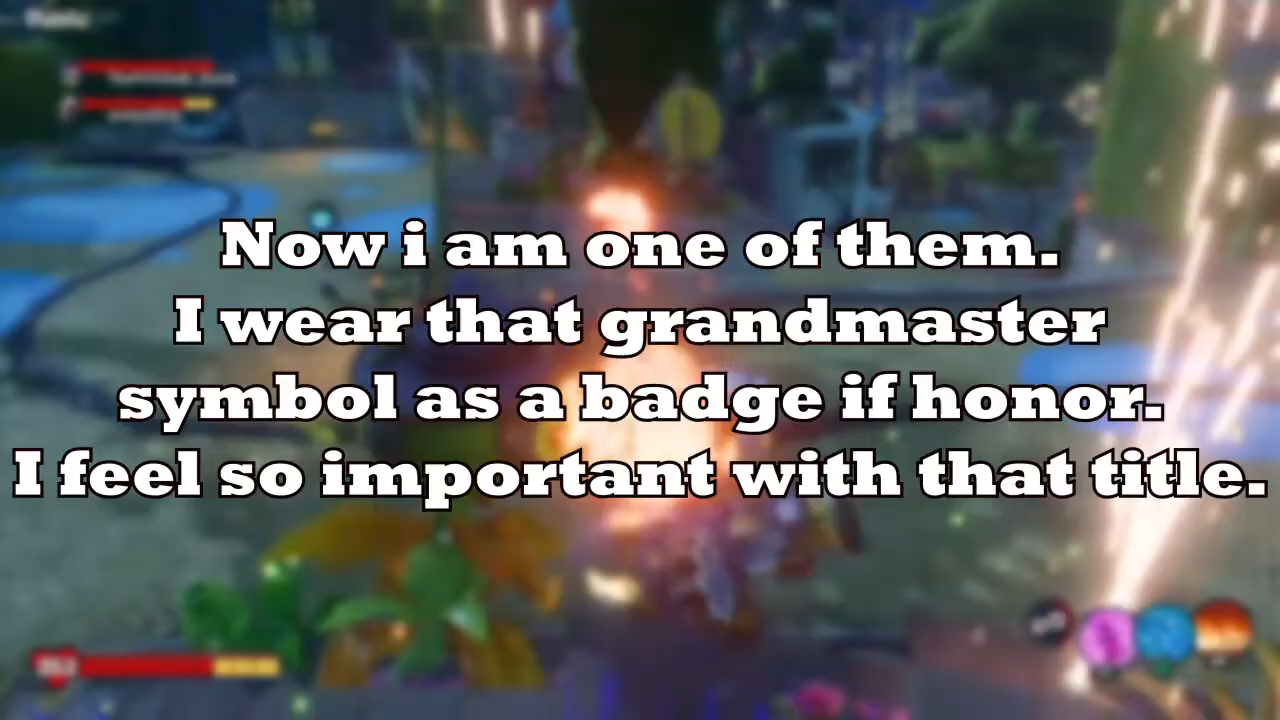 Now i am one of them.
I wear that grandmaster
symbol as a badge if honor.
I feel so important with that title.